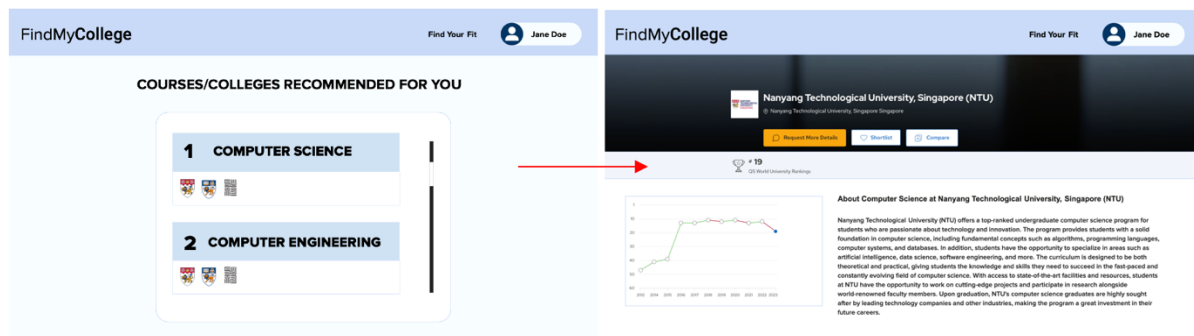 FindMyCollege
Find Your Fit
Jane Doe
COURSES/COLLEGES RECOMMENDED FOR YOU
1 COMPUTER SCIENCE
2 COMPUTER ENGINEERING
FindMyCollege
Find Your Fit
Jane Doe
Nanyang Technological University, Singapore (NTU)
Nanyang Technological University, Singapore Singapore
Request More Details
Shortlist
Compare
# 19
QS World University Rankings
About Computer Science at Nanyang Technological University, Singapore (NTU)
Nanyang Technological University (NTU) offers a top-ranked undergraduate computer science program for
students who are passionate about technology and innovation. The program provides students with a solid
foundation in computer science, including fundamental concepts such as algorithms, programming languages,
computer systems, and databases. In addition, students have the opportunity to specialize in areas such as
artificial intelligence, data science, software engineering, and more. The curriculum is designed to be both
theoretical and practical, giving students the knowledge and skills they need to succeed in the fast-paced and
constantly evolving field of computer science. With access to state-of-the-art facilities and resources, students
at NTU have the opportunity to work on cutting-edge projects and participate in research alongside
world-renowned faculty members. Upon graduation, NTU's computer science graduates are highly sought
after by leading technology companies and other industries, making the program a great investment in their
future careers.